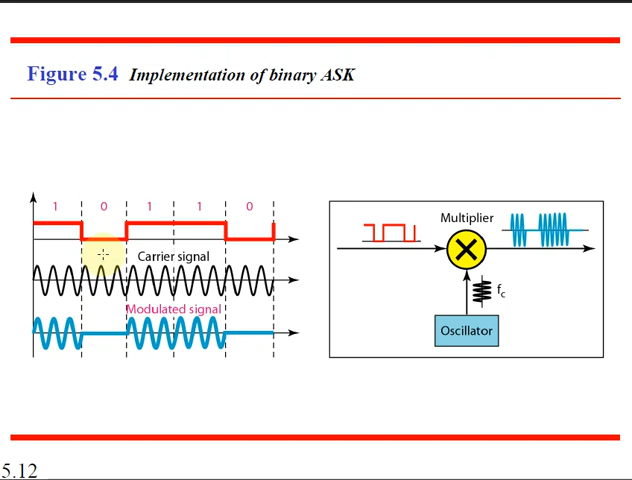 Figure 5.4 Implementation of binary ASK
1 0 1 1 0
Carrier signal
Modulated signal
Multiplier
fc
Oscillator
5.12